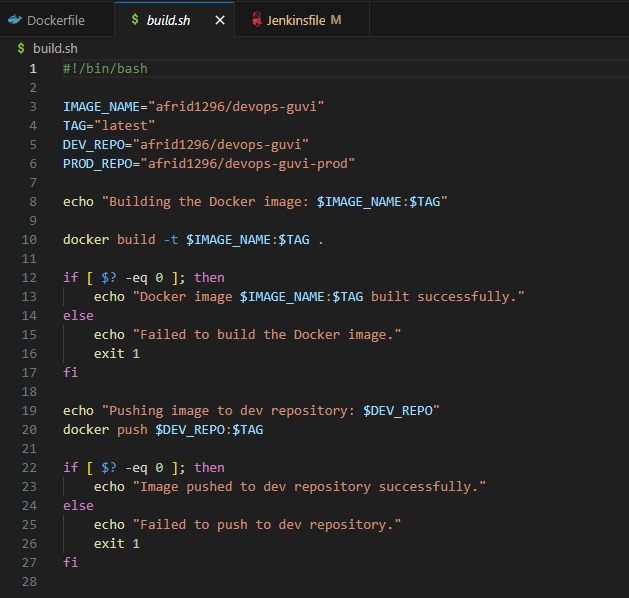 Dockerfile
$ build.sh ×
Jenkinsfile M
$ build.sh
1 #!/bin/bash
2
3 IMAGE_NAME="afrid1296/devops-guvi"
4 TAG="latest"
5 DEV_REPO="afrid1296/devops-guvi"
6 PROD_REPO="afrid1296/devops-guvi-prod"
7
8 echo "Building the Docker image: $IMAGE_NAME:$TAG"
9
10 docker build -t $IMAGE_NAME:$TAG .
11
12 if [ $? -eq 0 ]; then
13     echo "Docker image $IMAGE_NAME:$TAG built successfully."
14 else
15     echo "Failed to build the Docker image."
16     exit 1
17 fi
18
19 echo "Pushing image to dev repository: $DEV_REPO"
20 docker push $DEV_REPO:$TAG
21
22 if [ $? -eq 0 ]; then
23     echo "Image pushed to dev repository successfully."
24 else
25     echo "Failed to push to dev repository."
26     exit 1
27 fi
28